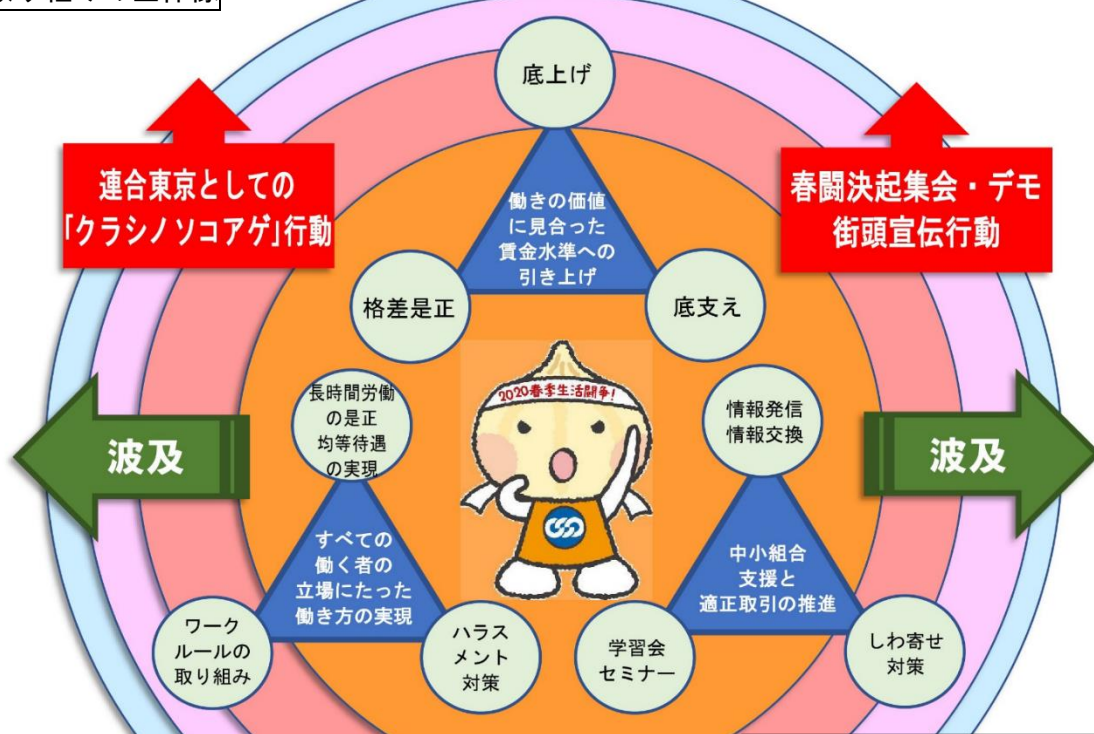 底上げ
連合東京としての
「クラシノソコアゲ」行動
春闘決起集会・デモ
街頭宣伝行動
働きの価値
に見合った
賃金水準への
引き上げ
格差是正
底支え
2020春季生活闘争!
長時間労働
の是正
均等待遇
の実現
情報発信
情報交換
波及
波及
すべての
働く者の
立場にたった
働き方の実現
中小組合
支援と
適正取引の推進
ワーク
ルールの
取り組み
ハラス
メント
対策
学習会
セミナー
しわ寄せ
対策